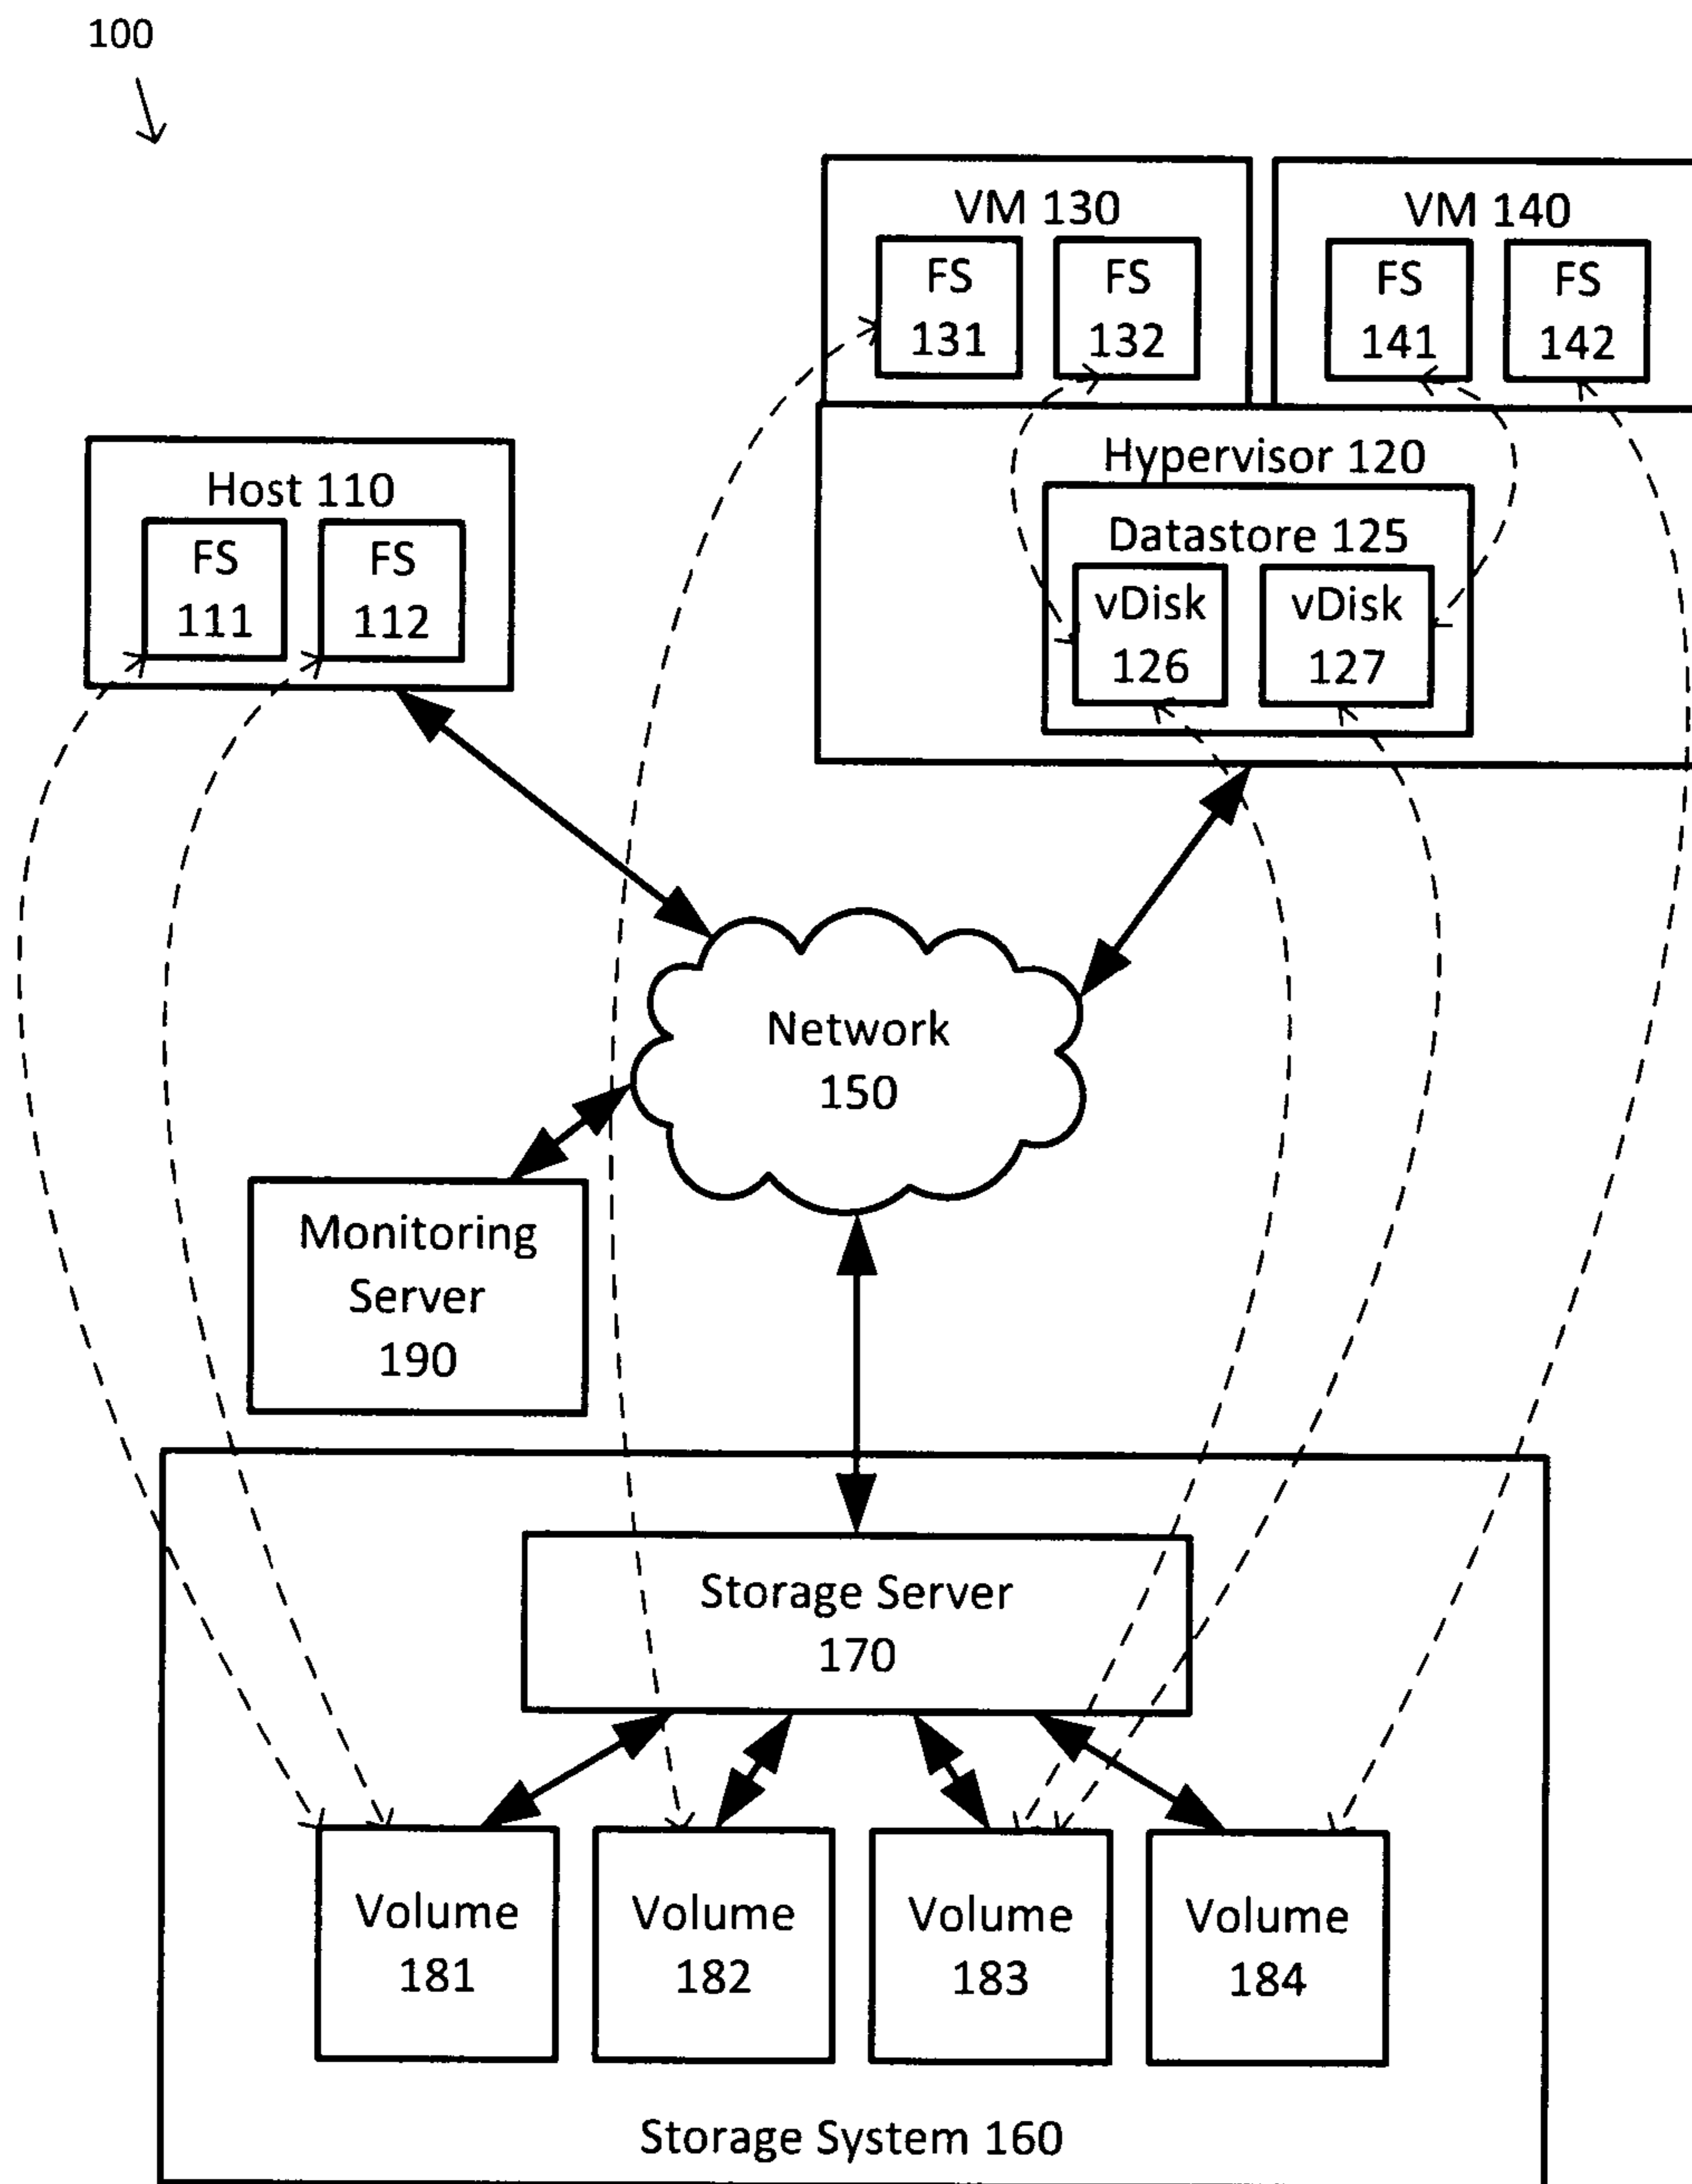 100
VM 130
FS
131
FS
132
VM 140
FS
141
FS
142
Host 110
FS
111
FS
112
Hypervisor 120
Datastore 125
vDisk
126
vDisk
127
Network
150
Monitoring
Server
190
Storage Server
170
Volume
181
Volume
182
Volume
183
Volume
184
Storage System 160